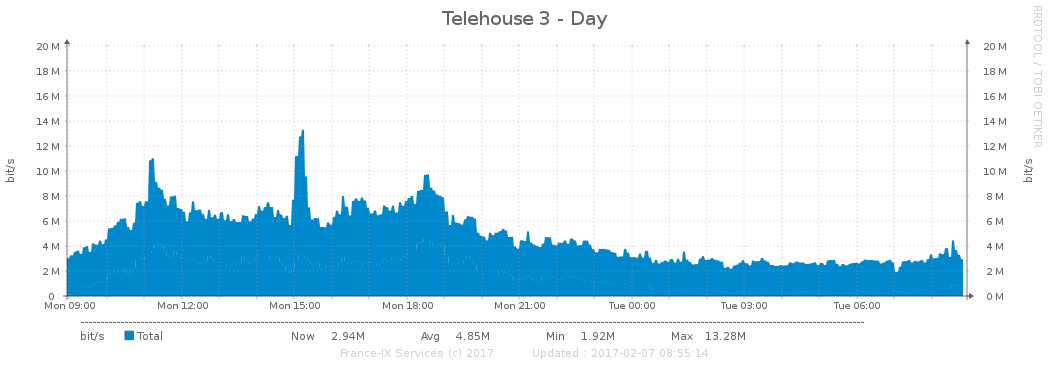 Telehouse 3 - Day
RRDTOOL / TOBI OETIKER
20 M 20 M
18 M 18 M
16 M 16 M
14 M 14 M
12 M 12 M
10 M 10 M
8 M 8 M
6 M 6 M
4 M 4 M
2 M 2 M
0 0 M
bit/s bit/s
Mon 09:00 Mon 12:00 Mon 15:00 Mon 18:00 Mon 21:00 Tue 00:00 Tue 03:00 Tue 06:00
bit/s Total Now 2.94M Avg 4.85M Min 1.92M Max 13.28M
France-IX Services (c) 2017 Updated : 2017-02-07 08:55:14